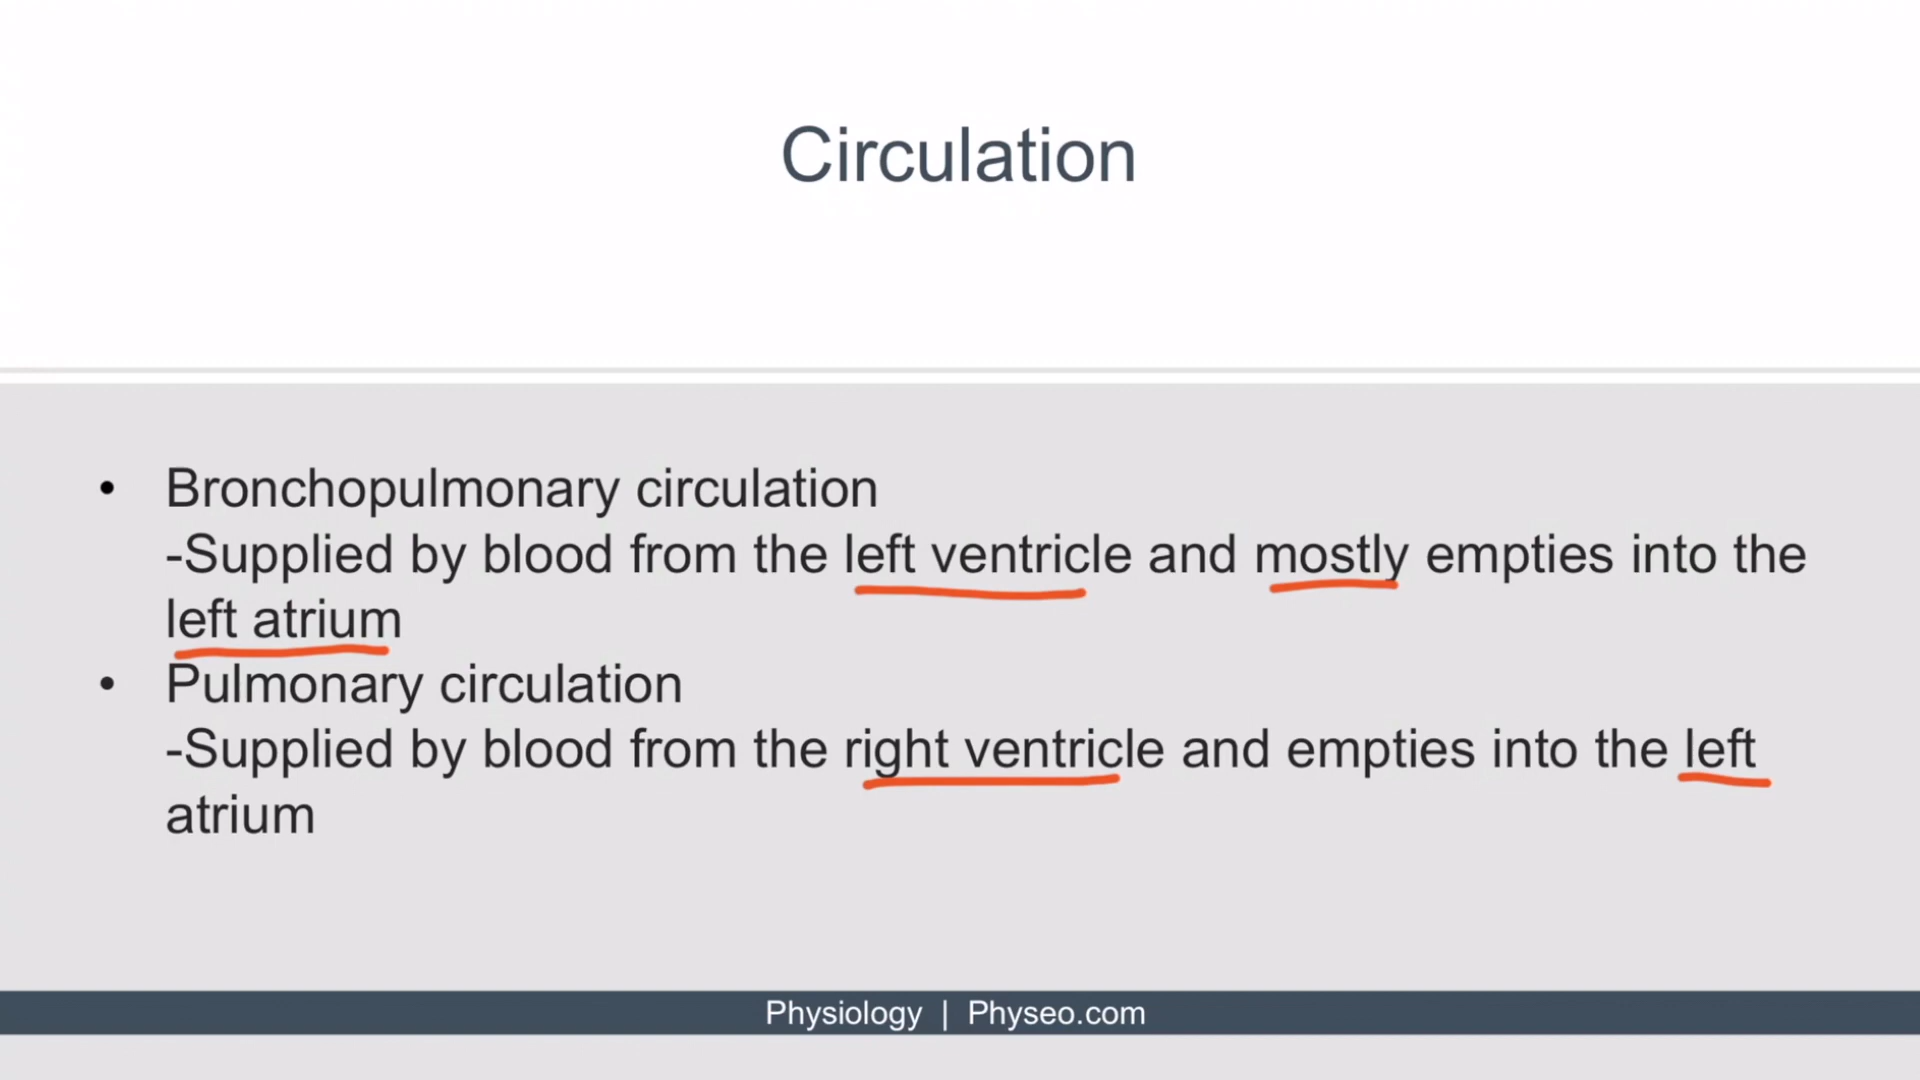 Circulation
• Bronchopulmonary circulation
-Supplied by blood from the left ventricle and mostly empties into the
left atrium
• Pulmonary circulation
-Supplied by blood from the right ventricle and empties into the left
atrium
Physiology | Physeo.com